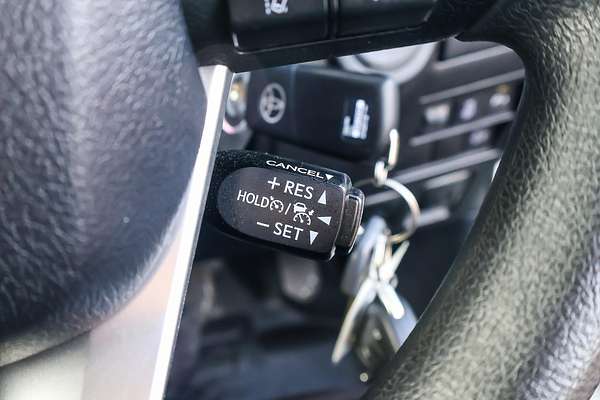 CANCEL▼
+ RES ▲
HOLD / ◀
− SET ▼